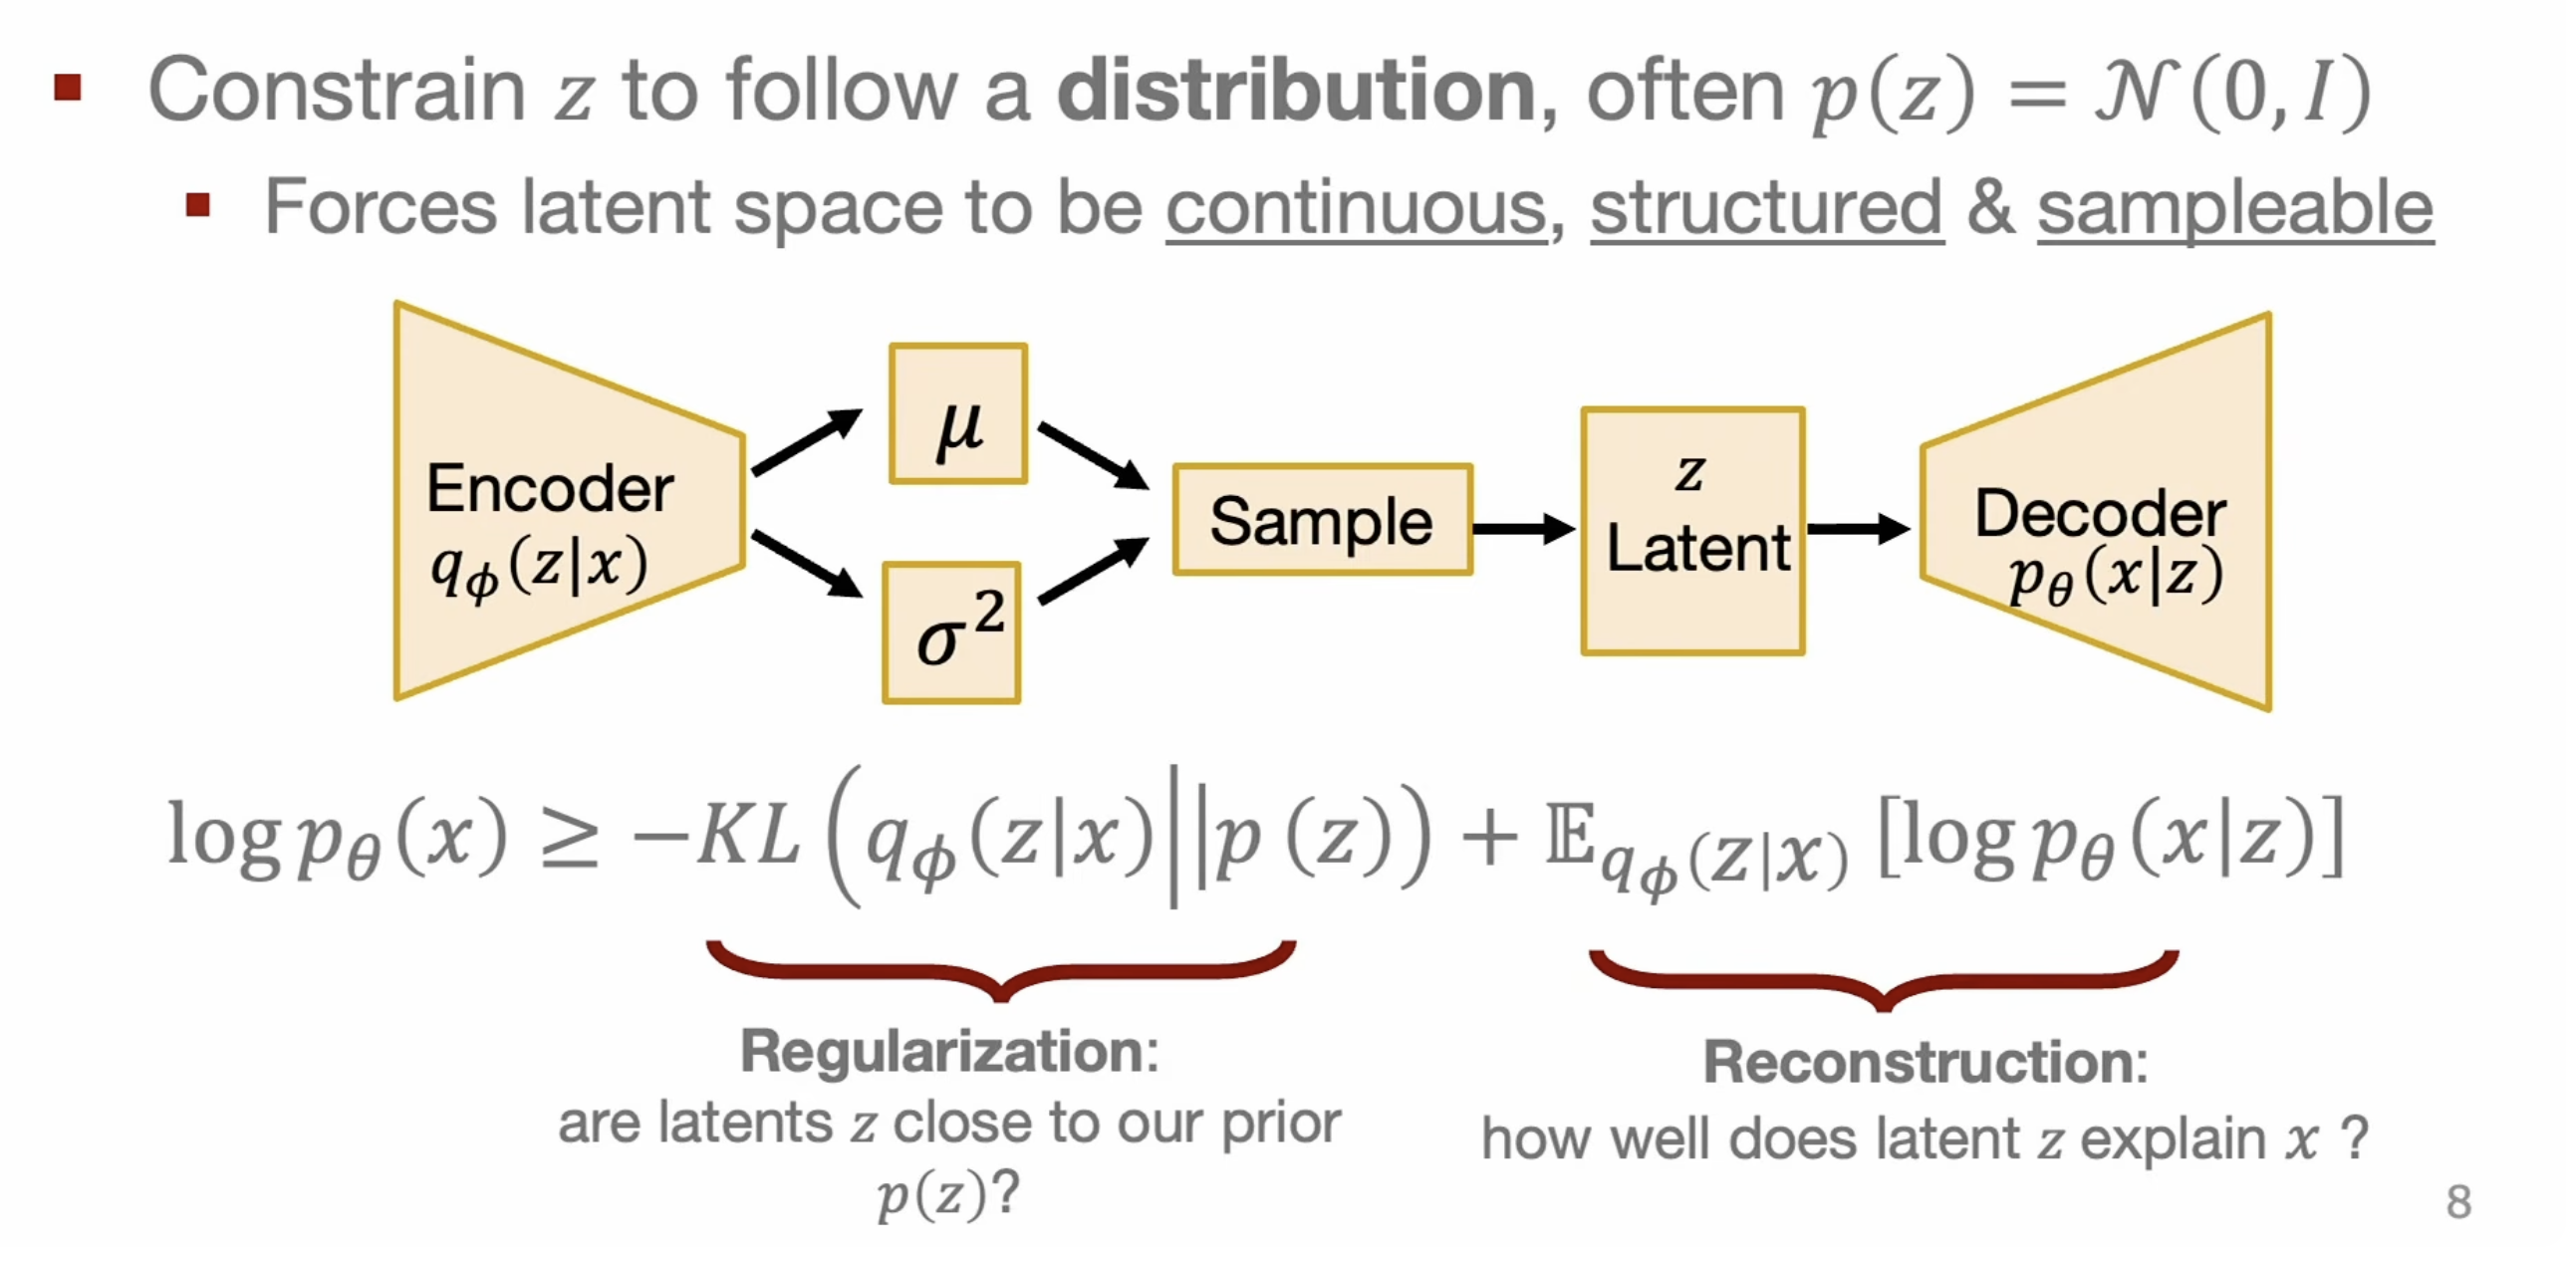 Constrain z to follow a distribution, often p(z) = 𝒩(0, I)
Forces latent space to be continuous, structured & sampleable
Encoder
q_ϕ(z|x)
μ
σ²
Sample
z
Latent
Decoder
p_θ(x|z)
log p_θ(x) ≥ −KL(q_ϕ(z|x)||p(z)) + 𝔼_{q_ϕ(z|x)} [log p_θ(x|z)]
Regularization:
are latents z close to our prior
p(z)?
Reconstruction:
how well does latent z explain x ?
8